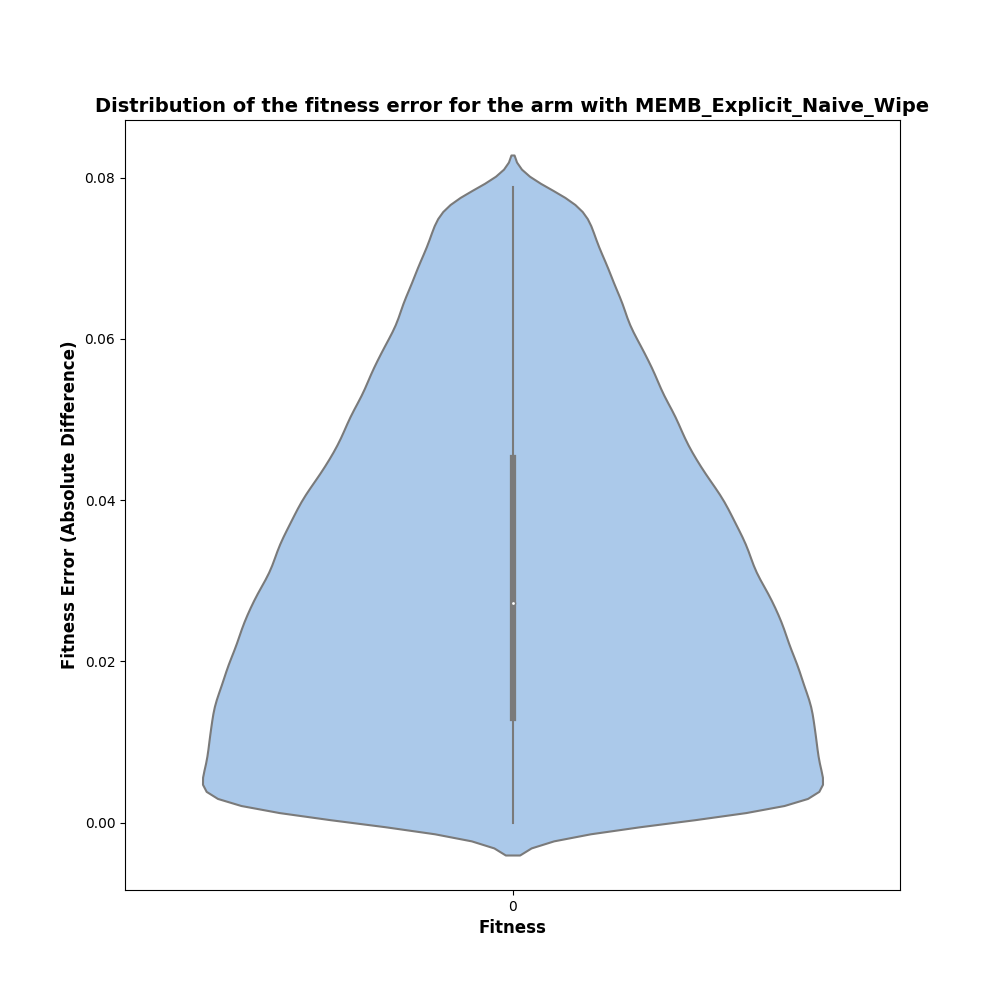 Distribution of the fitness error for the arm with MEMB_Explicit_Naive_Wipe
Fitness Error (Absolute Difference)
0.08
0.06
0.04
0.02
0.00
0
Fitness